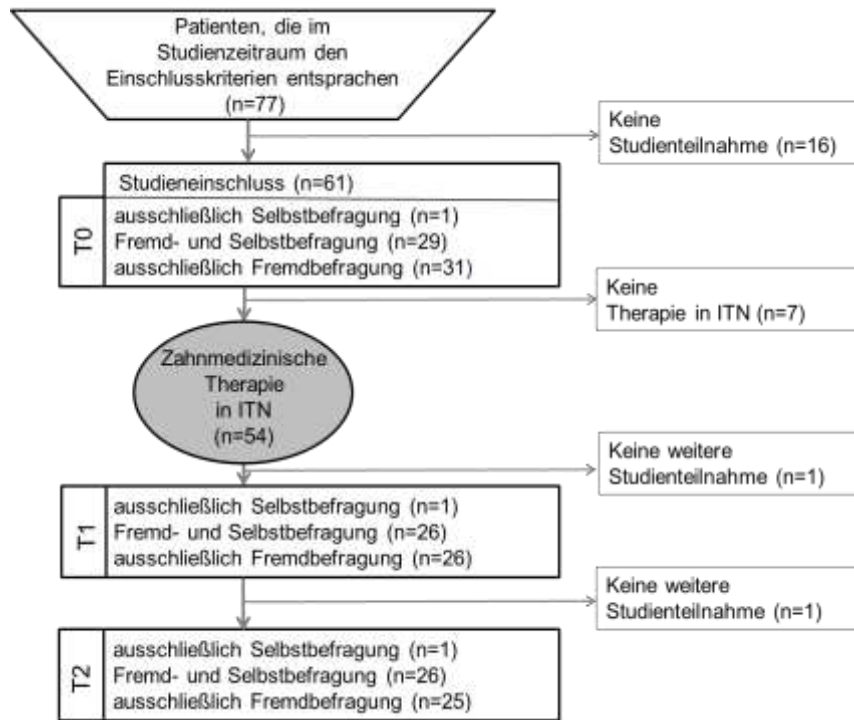 Patienten, die im
Studienzeitraum den
Einschlusskriterien entsprachen
(n=77)
Keine
Studienteilnahme (n=16)
Studieneinschluss (n=61)
T0
ausschließlich Selbstbefragung (n=1)
Fremd- und Selbstbefragung (n=29)
ausschließlich Fremdbefragung (n=31)
Keine
Therapie in ITN (n=7)
Zahnmedizinische
Therapie
in ITN
(n=54)
Keine weitere
Studienteilnahme (n=1)
T1
ausschließlich Selbstbefragung (n=1)
Fremd- und Selbstbefragung (n=26)
ausschließlich Fremdbefragung (n=26)
Keine weitere
Studienteilnahme (n=1)
T2
ausschließlich Selbstbefragung (n=1)
Fremd- und Selbstbefragung (n=26)
ausschließlich Fremdbefragung (n=25)